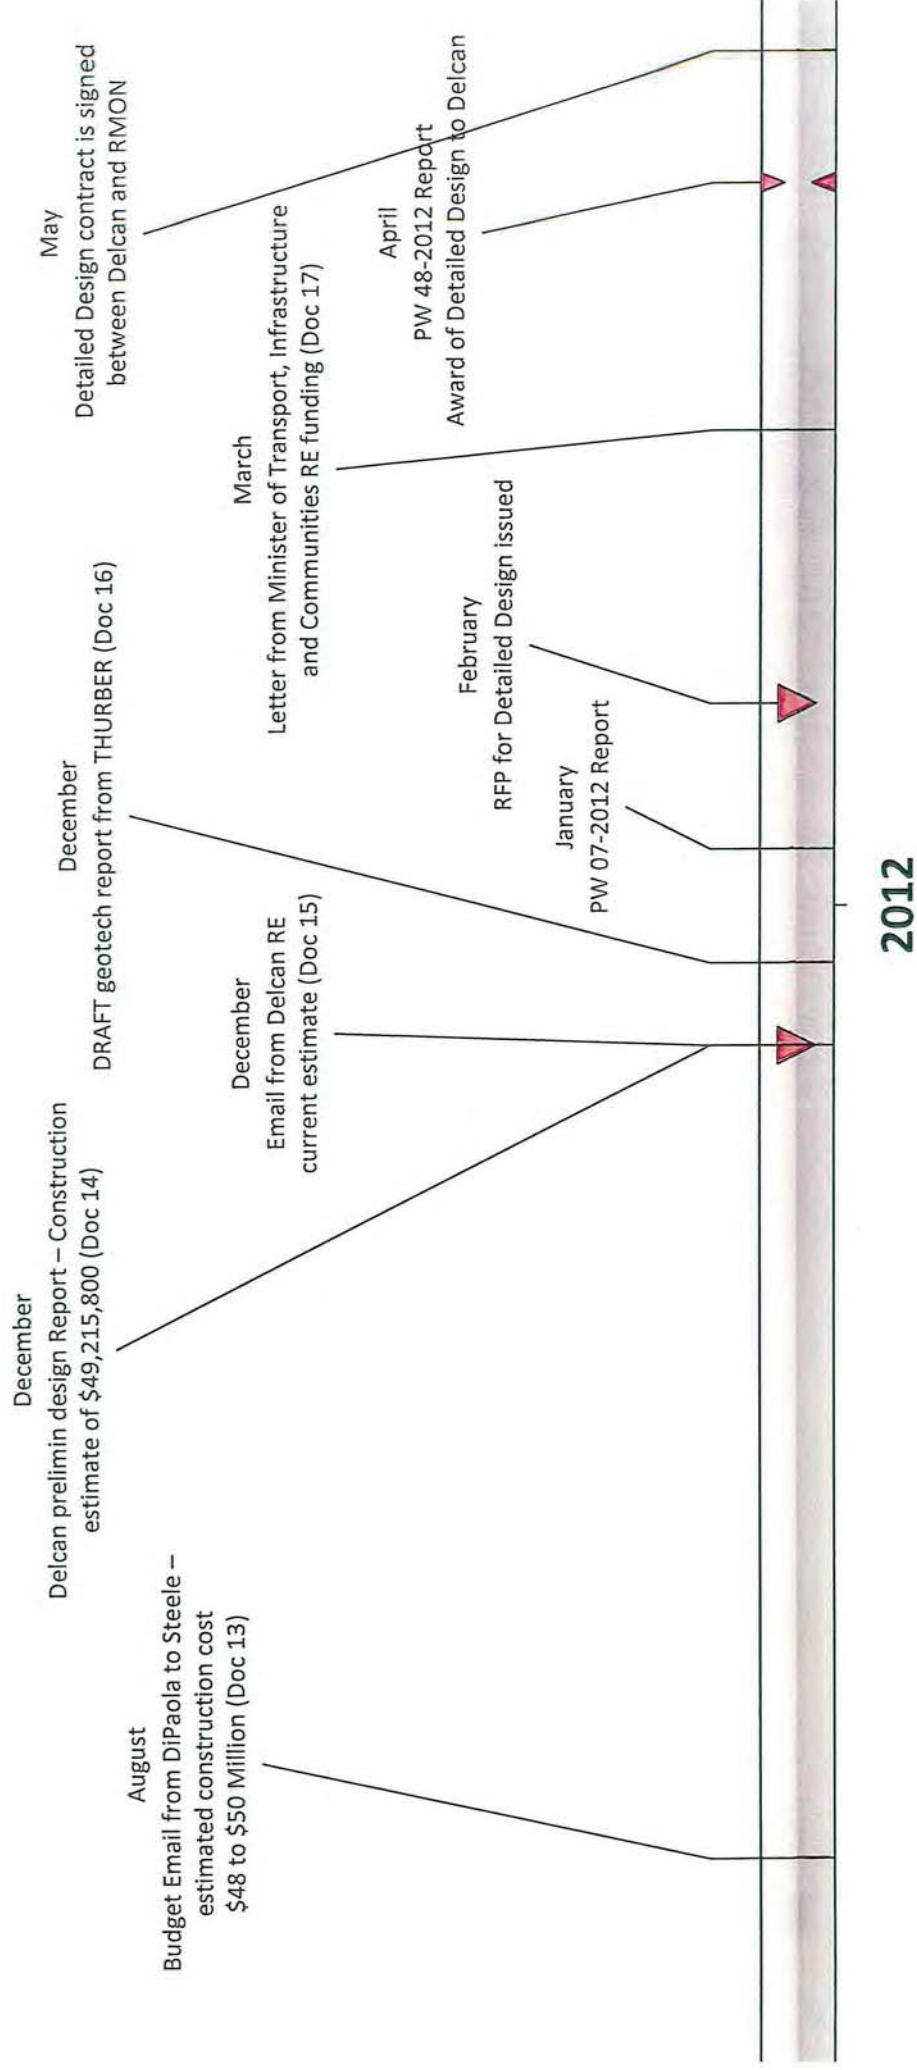 August
Budget Email from DiPaola to Steele –
estimated construction cost
$48 to $50 Million (Doc 13)
December
Delcan prelimin design Report – Construction
estimate of $49,215,800 (Doc 14)
December
Email from Delcan RE
current estimate (Doc 15)
December
DRAFT geotech report from THURBER (Doc 16)
January
PW 07-2012 Report
February
RFP for Detailed Design issued
March
Letter from Minister of Transport, Infrastructure
and Communities RE funding (Doc 17)
April
PW 48-2012 Report
Award of Detailed Design to Delcan
May
Detailed Design contract is signed
between Delcan and RMON
2012